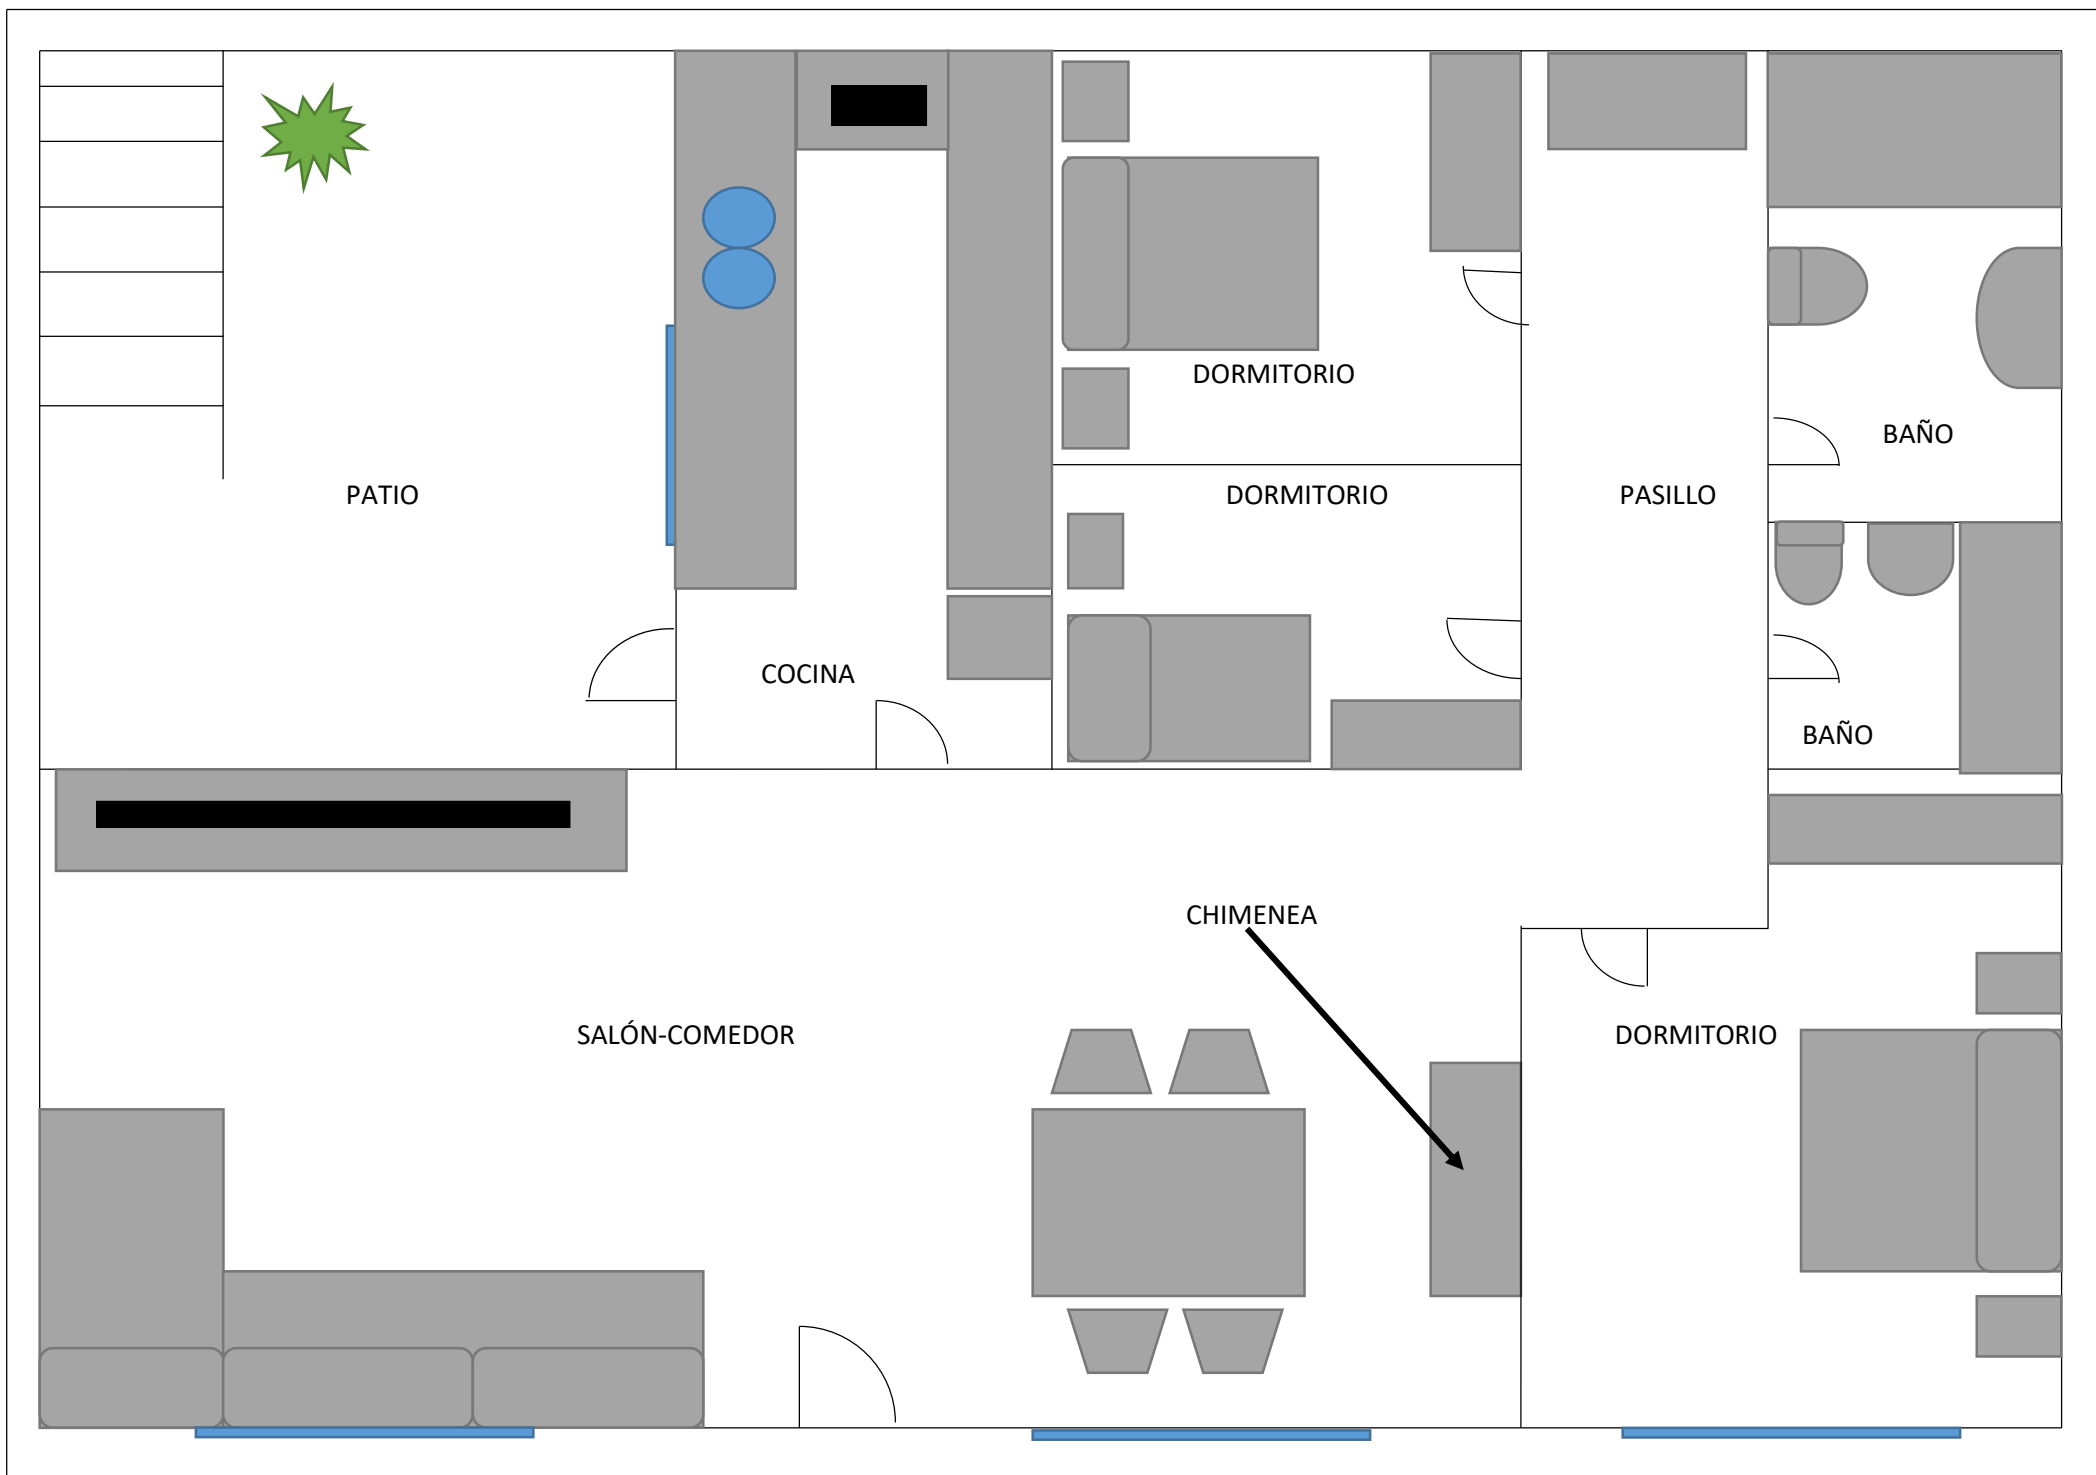 DORMITORIO
BAÑO
PATIO
DORMITORIO
PASILLO
COCINA
BAÑO
CHIMENEA
SALÓN-COMEDOR
DORMITORIO